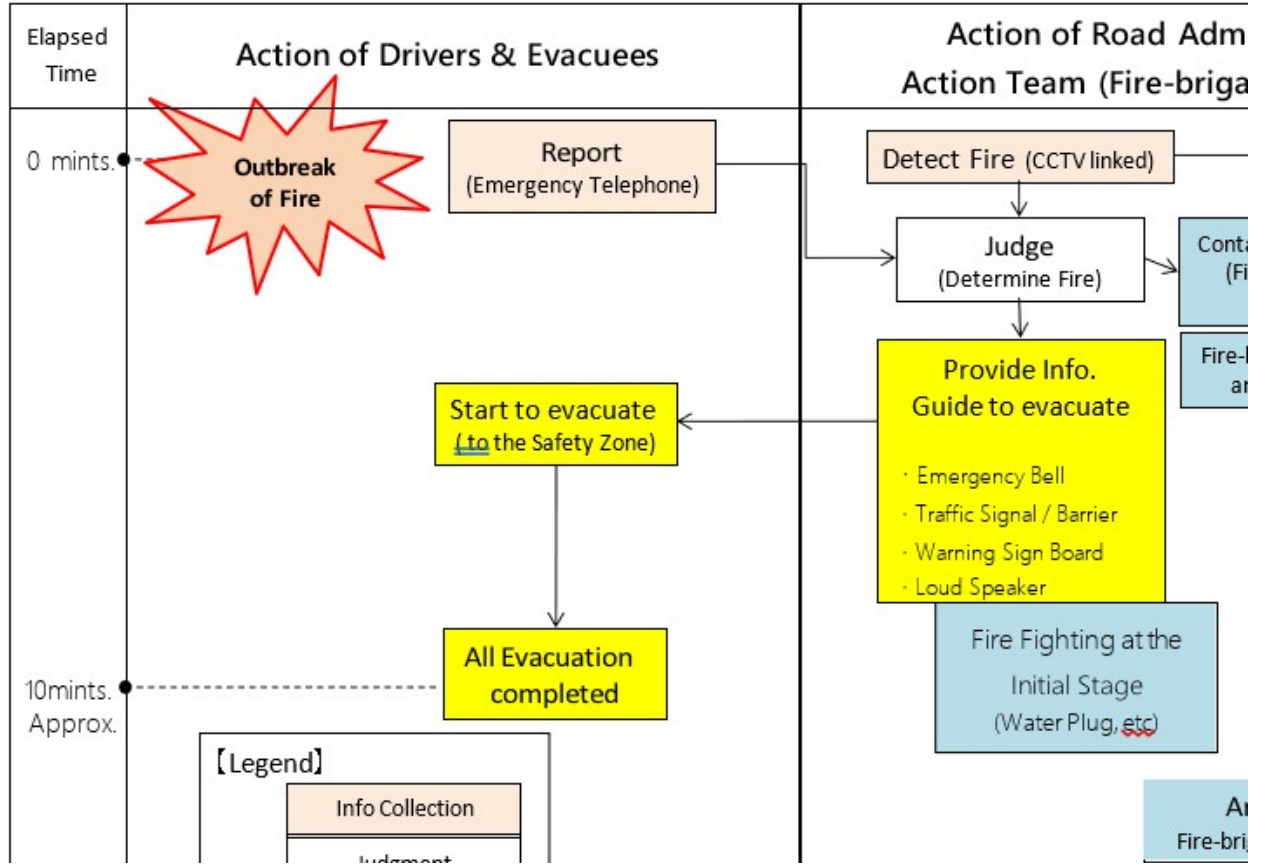 Elapsed
Time
Action of Drivers & Evacuees
Action of Road
Action Team
0 mints.
Outbreak
of Fire
Report
(Emergency Telephone)
Detect Fire (CCTV linked)
Judge
(Determine Fire)
Provide Info.
Guide to evacuate
· Emergency Bell
· Traffic Signal / Barrier
· Warning Sign Board
· Loud Speaker
Start to evacuate
( to the Safety Zone)
All Evacuation
completed
10mints.
Approx.
Fire Fighting at the
Initial Stage
(Water Plug, etc)
【Legend】
Info Collection
Judgment